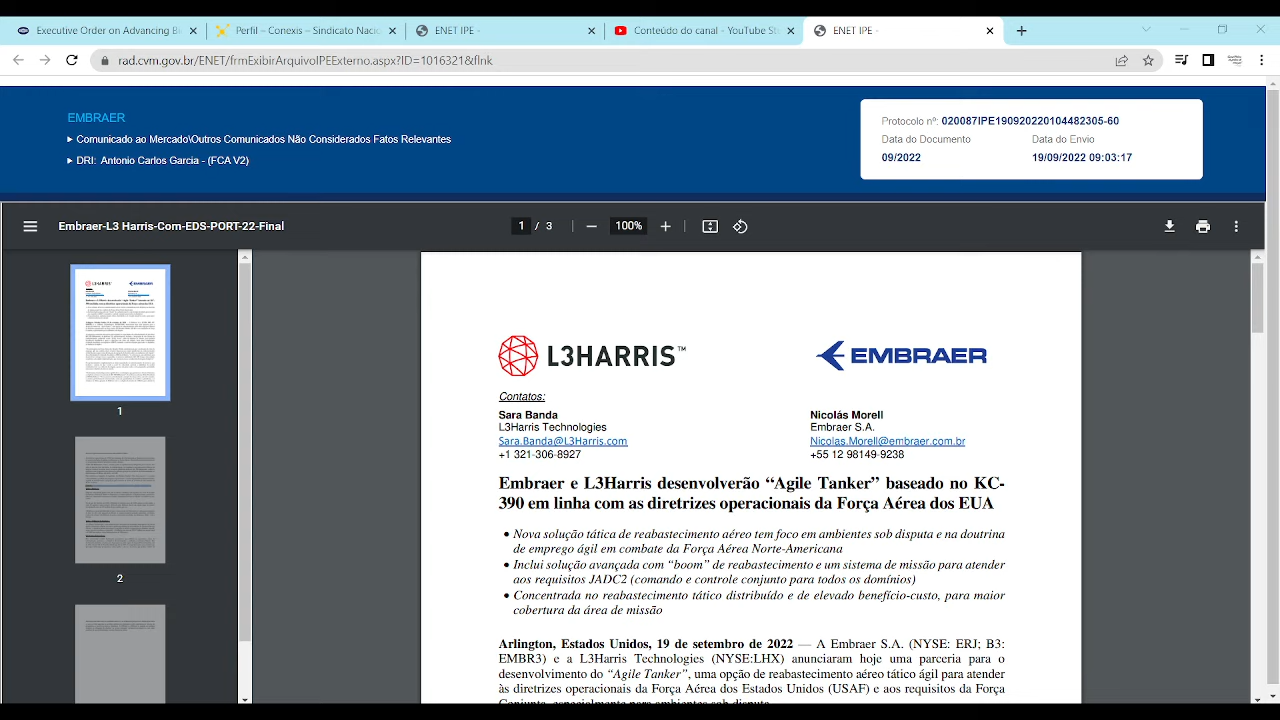 Executive Order on Advancing Bi
Perfil – Conexis – Sindicato Nacio
ENET IPE -
Conteúdo do canal - YouTube Stu
ENET IPE -
rad.cvm.gov.br/ENET/frmExibirArquivoIPEExterno.aspx?ID=1016321&flnk
EMBRAER
Comunicado ao Mercado/Outros Comunicados Não Considerados Fatos Relevantes
DRI: Antonio Carlos Garcia - (FCA V2)
Protocolo nº: 020087IPE190920220104482305-60
Data do Documento Data do Envio
09/2022 19/09/2022 09:03:17
Embraer-L3 Harris-Com-EDS-PORT-22-Final
1 / 3
100%
1
2
L3HARRIS™
EMBRAER
Contatos:
Sara Banda
L3Harris Technologies
Sara.Banda@L3Harris.com
+1 321-306-8927
Nicolás Morell
Embraer S.A.
Nicolas.Morell@embraer.com.br
+55 12 98149-9238
Embraer e L3Harris desenvolverão “Agile Tanker” baseado no KC-
390 em linha com as diretrizes operacionais da Força Aérea dos EUA
• Nova solução tática de reabastecimento aéreo tem foco em ambientes sob disputa e na doutrina
de emprego ágil em combate da Força Aérea Norte-Americana
• Inclui solução avançada com “boom” de reabastecimento e um sistema de missão para atender
aos requisitos JADC2 (comando e controle conjunto para todos os domínios)
• Concentrada no reabastecimento tático distribuído e de elevado benefício-custo, para maior
cobertura da área de missão
Arlington, Estados Unidos, 19 de setembro de 2022 — A Embraer S.A. (NYSE: ERJ; B3:
EMBR3) e a L3Harris Technologies (NYSE:LHX) anunciaram hoje uma parceria para o
desenvolvimento do “Agile Tanker”, uma opção de reabastecimento aéreo tático ágil para atender
às diretrizes operacionais da Força Aérea dos Estados Unidos (USAF) e aos requisitos da Força
Conjunta, especialmente para ambientes sob disputa.